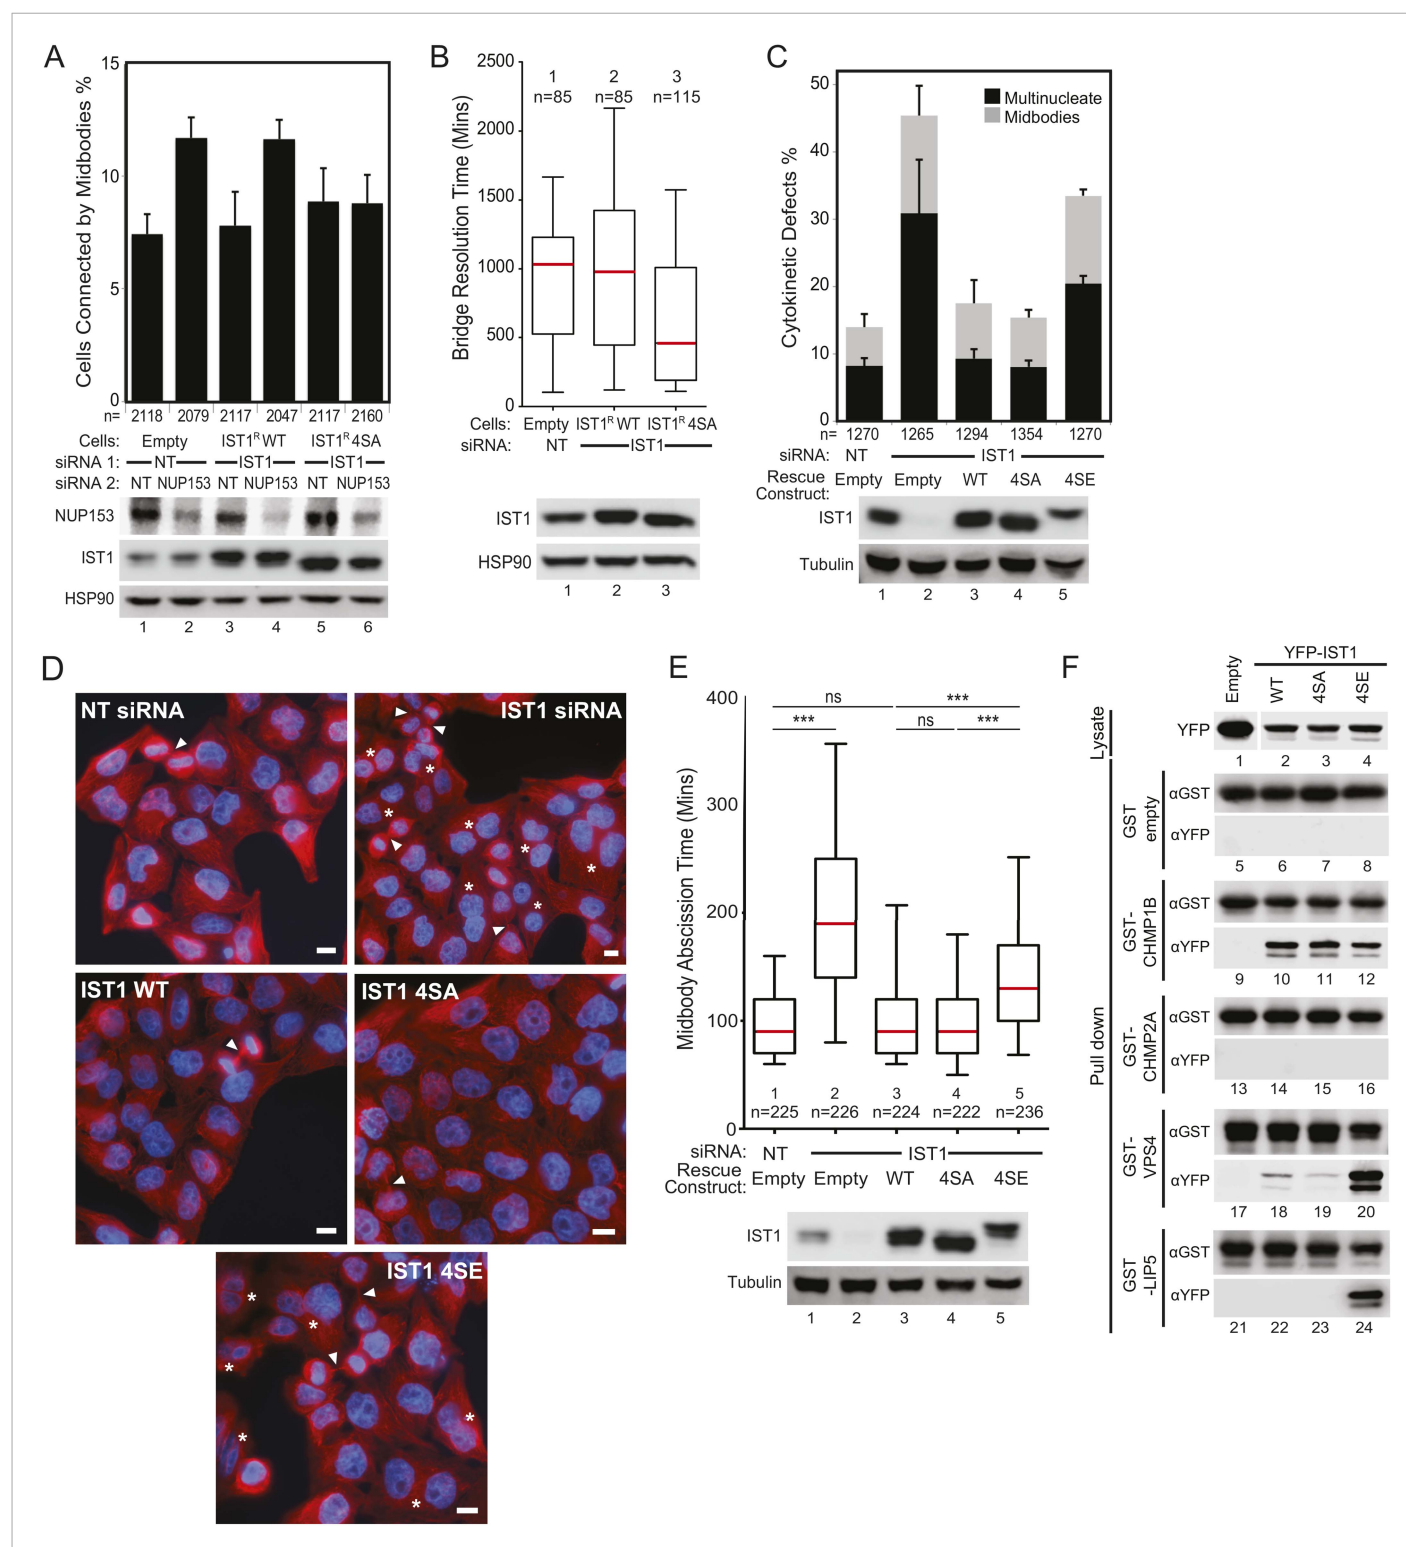 A
Cells Connected by Midbodies %
15
10
5
0
n= 2118 2079 2117 2047 2117 2160
Cells: Empty IST1ᴿ WT IST1ᴿ 4SA
siRNA 1: NT IST1 IST1
siRNA 2: NT NUP153 NT NUP153 NT NUP153
NUP153
IST1
HSP90
1 2 3 4 5 6
B
Bridge Resolution Time (Mins)
2500
2000
1500
1000
500
0
1 2 3
n=85 n=85 n=115
Cells: Empty IST1ᴿ WT IST1ᴿ 4SA
siRNA: NT IST1
IST1
HSP90
1 2 3
C
Cytokinetic Defects %
50
40
30
20
10
0
Multinucleate
Midbodies
n= 1270 1265 1294 1354 1270
siRNA: NT IST1
Rescue Construct: Empty Empty WT 4SA 4SE
IST1
Tubulin
1 2 3 4 5
D
NT siRNA
IST1 siRNA
* * * * * * * *
IST1 WT
IST1 4SA
IST1 4SE
* * * * * *
E
Midbody Abscission Time (Mins)
400
300
200
100
0
ns ***
*** ns ***
1 2 3 4 5
n=225 n=226 n=224 n=222 n=236
siRNA: NT IST1
Rescue Construct: Empty Empty WT 4SA 4SE
IST1
Tubulin
1 2 3 4 5
F
YFP-IST1
Empty WT 4SA 4SE
Lysate
YFP
1 2 3 4
Pull down
GST empty
αGST
αYFP
5 6 7 8
GST-CHMP1B
αGST
αYFP
9 10 11 12
GST-CHMP2A
αGST
αYFP
13 14 15 16
GST-VPS4
αGST
αYFP
17 18 19 20
GST-LIP5
αGST
αYFP
21 22 23 24